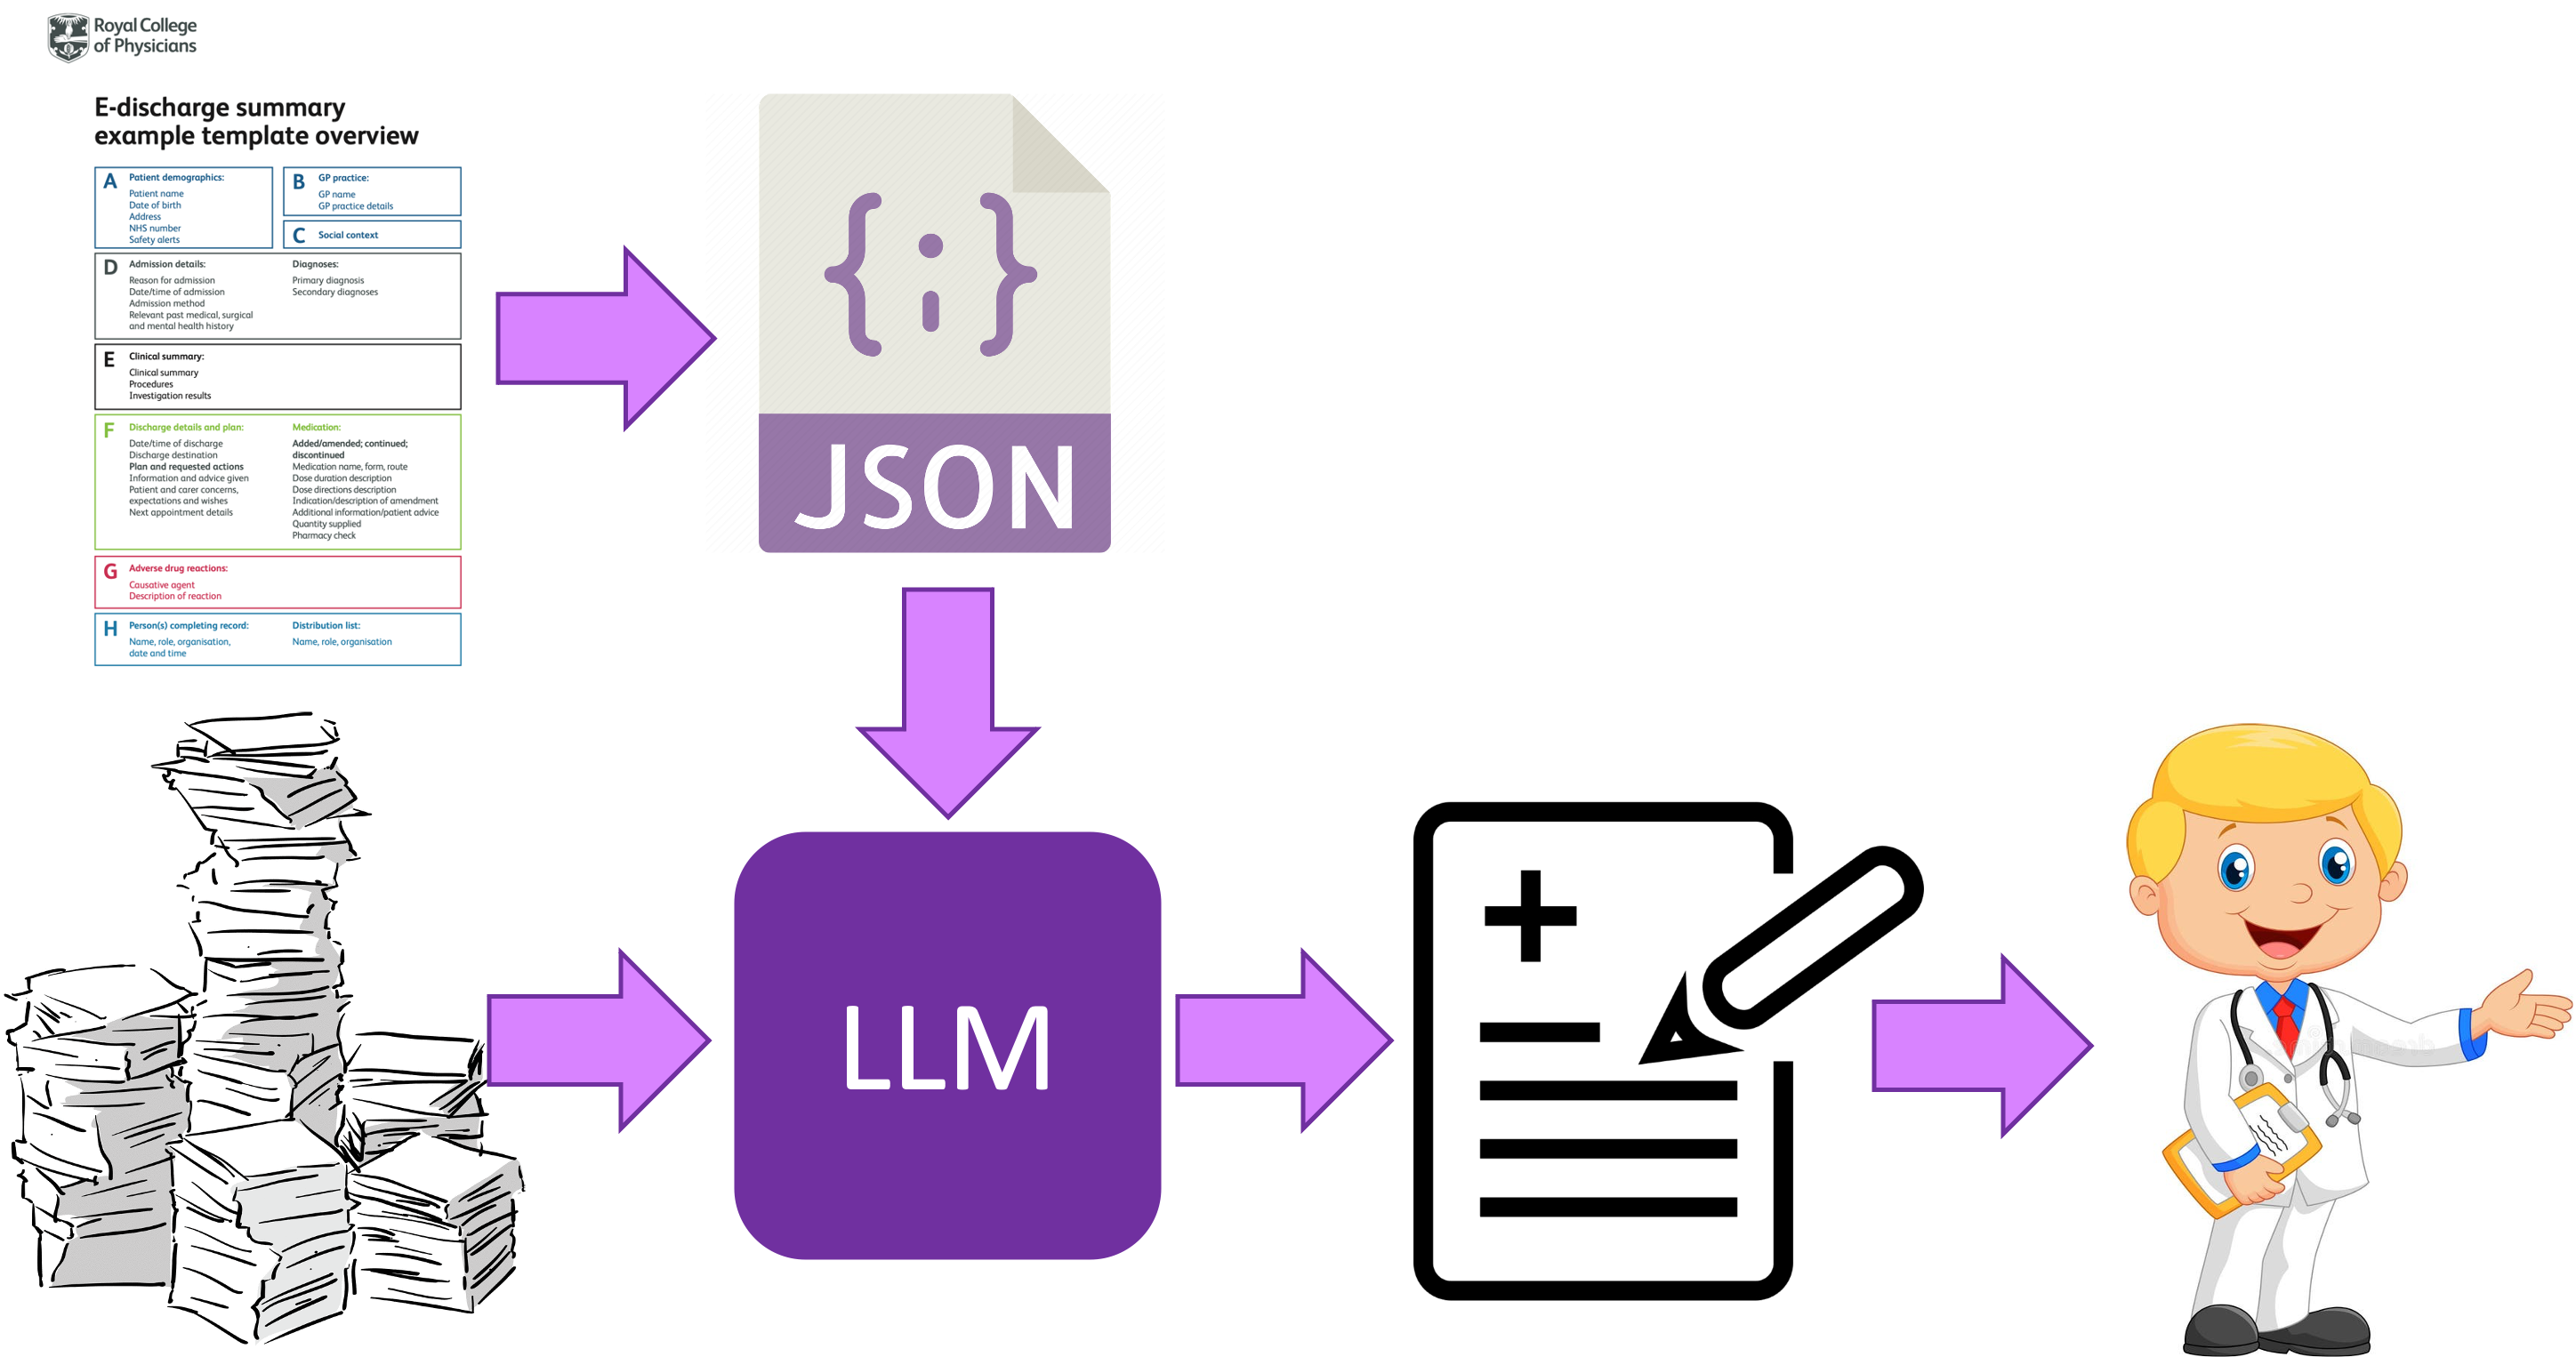 Royal College
of Physicians
E-discharge summary
example template overview
A
Patient demographics:
Patient name
Date of birth
Address
NHS number
Safety alerts
B
GP practice:
GP name
GP practice details
C
Social context
D
Admission details:
Reason for admission
Date/time of admission
Admission method
Relevant past medical, surgical
and mental health history
Diagnoses:
Primary diagnosis
Secondary diagnoses
E
Clinical summary:
Clinical summary
Procedures
Investigation results
F
Discharge details and plan:
Date/time of discharge
Discharge destination
Plan and requested actions
Information and advice given
Patient and carer concerns,
expectations and wishes
Next appointment details
Medication:
Added/amended; continued;
discontinued
Medication name, form, route
Dose duration description
Dose directions description
Indication/description of amendment
Additional information/patient advice
Quantity supplied
Pharmacy check
G
Adverse drug reactions:
Causative agent
Description of reaction
H
Person(s) completing record:
Name, role, organisation,
date and time
Distribution list:
Name, role, organisation
{i}
JSON
LLM